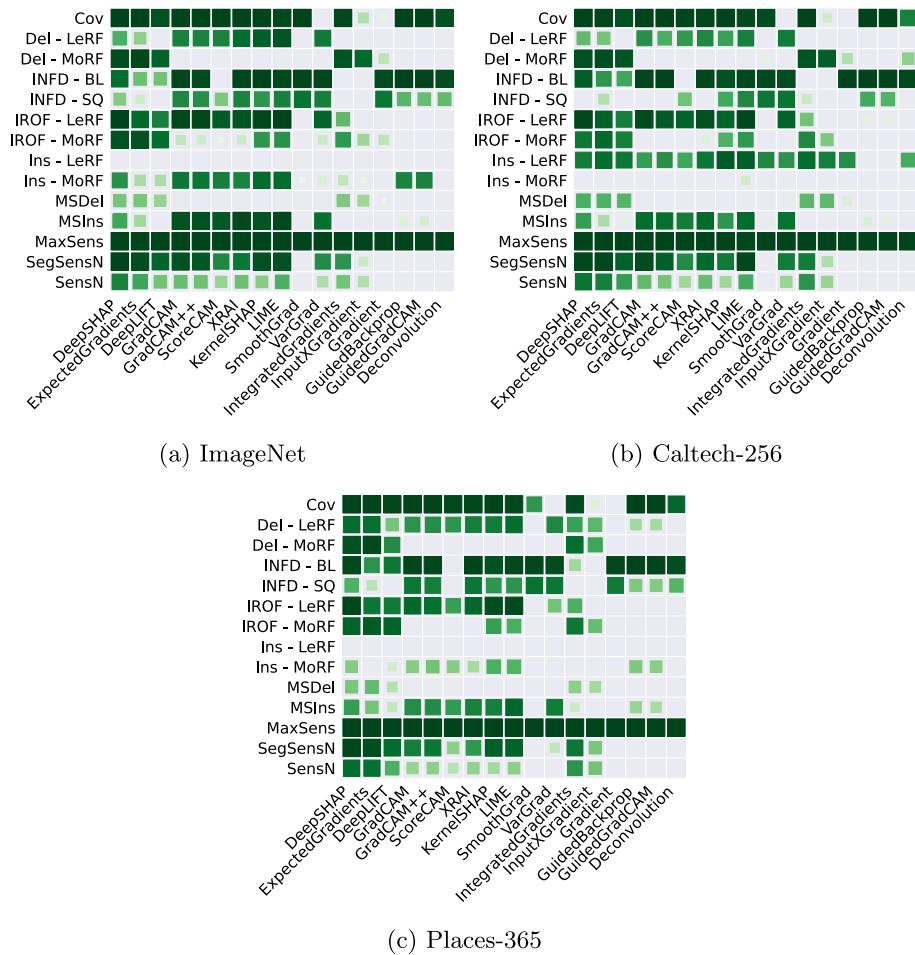 Cov
Del - LeRF
Del - MoRF
INFD - BL
INFD - SQ
IROF - LeRF
IROF - MoRF
Ins - LeRF
Ins - MoRF
MSDel
MSIns
MaxSens
SegSensN
SensN
DeepSHAP
ExpectedGradients
DeepLIFT
GradCAM
GradCAM++
ScoreCAM
XRAI
KernelSHAP
LIME
SmoothGrad
VarGrad
IntegratedGradients
InputXGradient
Gradient
GuidedBackprop
GuidedGradCAM
Deconvolution
(a) ImageNet
Cov
Del - LeRF
Del - MoRF
INFD - BL
INFD - SQ
IROF - LeRF
IROF - MoRF
Ins - LeRF
Ins - MoRF
MSDel
MSIns
MaxSens
SegSensN
SensN
DeepSHAP
ExpectedGradients
DeepLIFT
GradCAM
GradCAM++
ScoreCAM
XRAI
KernelSHAP
LIME
SmoothGrad
VarGrad
IntegratedGradients
InputXGradient
Gradient
GuidedBackprop
GuidedGradCAM
Deconvolution
(b) Caltech-256
Cov
Del - LeRF
Del - MoRF
INFD - BL
INFD - SQ
IROF - LeRF
IROF - MoRF
Ins - LeRF
Ins - MoRF
MSDel
MSIns
MaxSens
SegSensN
SensN
DeepSHAP
ExpectedGradients
DeepLIFT
GradCAM
GradCAM++
ScoreCAM
XRAI
KernelSHAP
LIME
SmoothGrad
VarGrad
IntegratedGradients
InputXGradient
Gradient
GuidedBackprop
GuidedGradCAM
Deconvolution
(c) Places-365